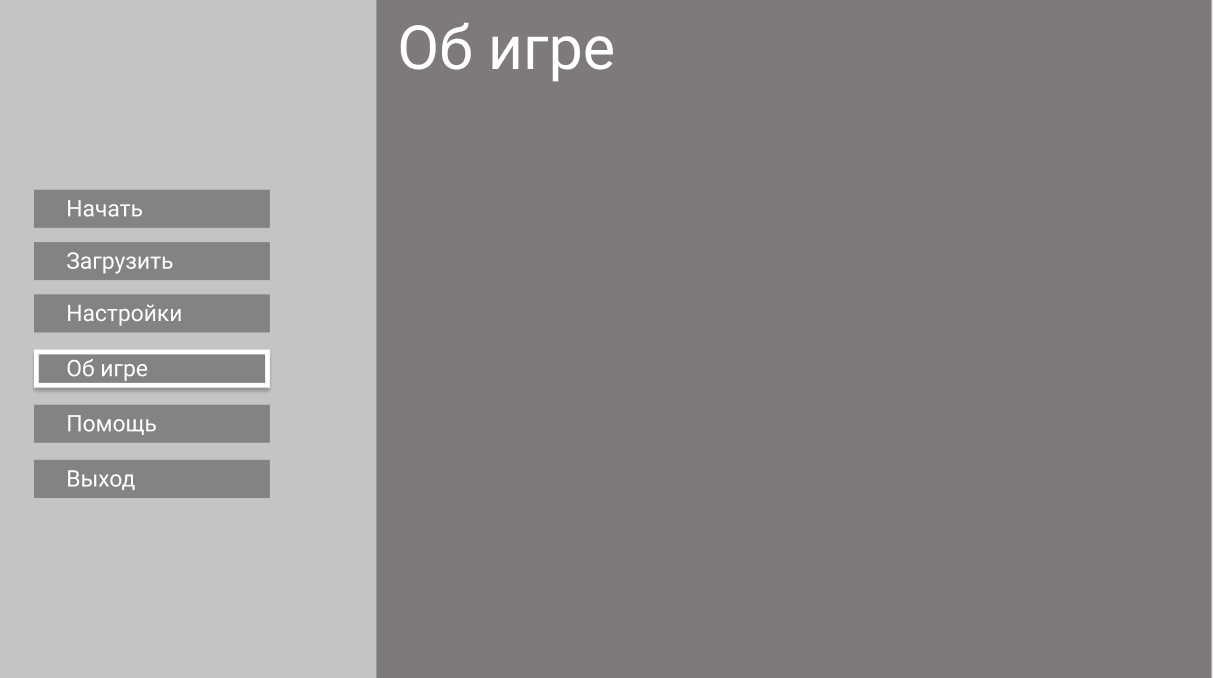 Об игре
Начать
Загрузить
Настройки
Об игре
Помощь
Выход